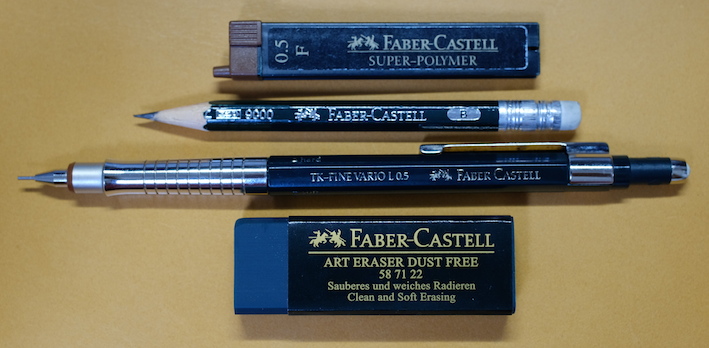 0.5
F
FABER-CASTELL
SUPER-POLYMER
9000 FABER-CASTELL B
hard
TK-FINE VARIO L 0.5 FABER CASTELL
FABER-CASTELL
ART ERASER DUST FREE
58 71 22
Sauberes und weiches Radieren
Clean and Soft Erasing